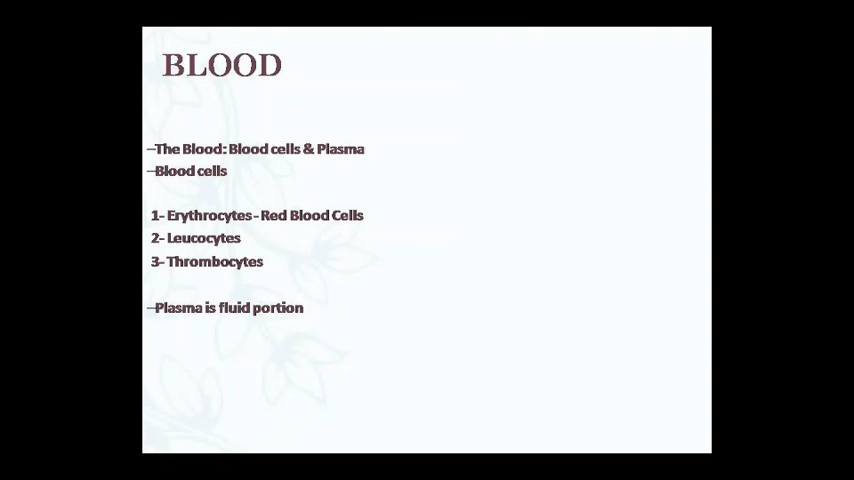 BLOOD
–The Blood: Blood cells & Plasma
–Blood cells
1- Erythrocytes - Red Blood Cells
2- Leucocytes
3- Thrombocytes
–Plasma is fluid portion